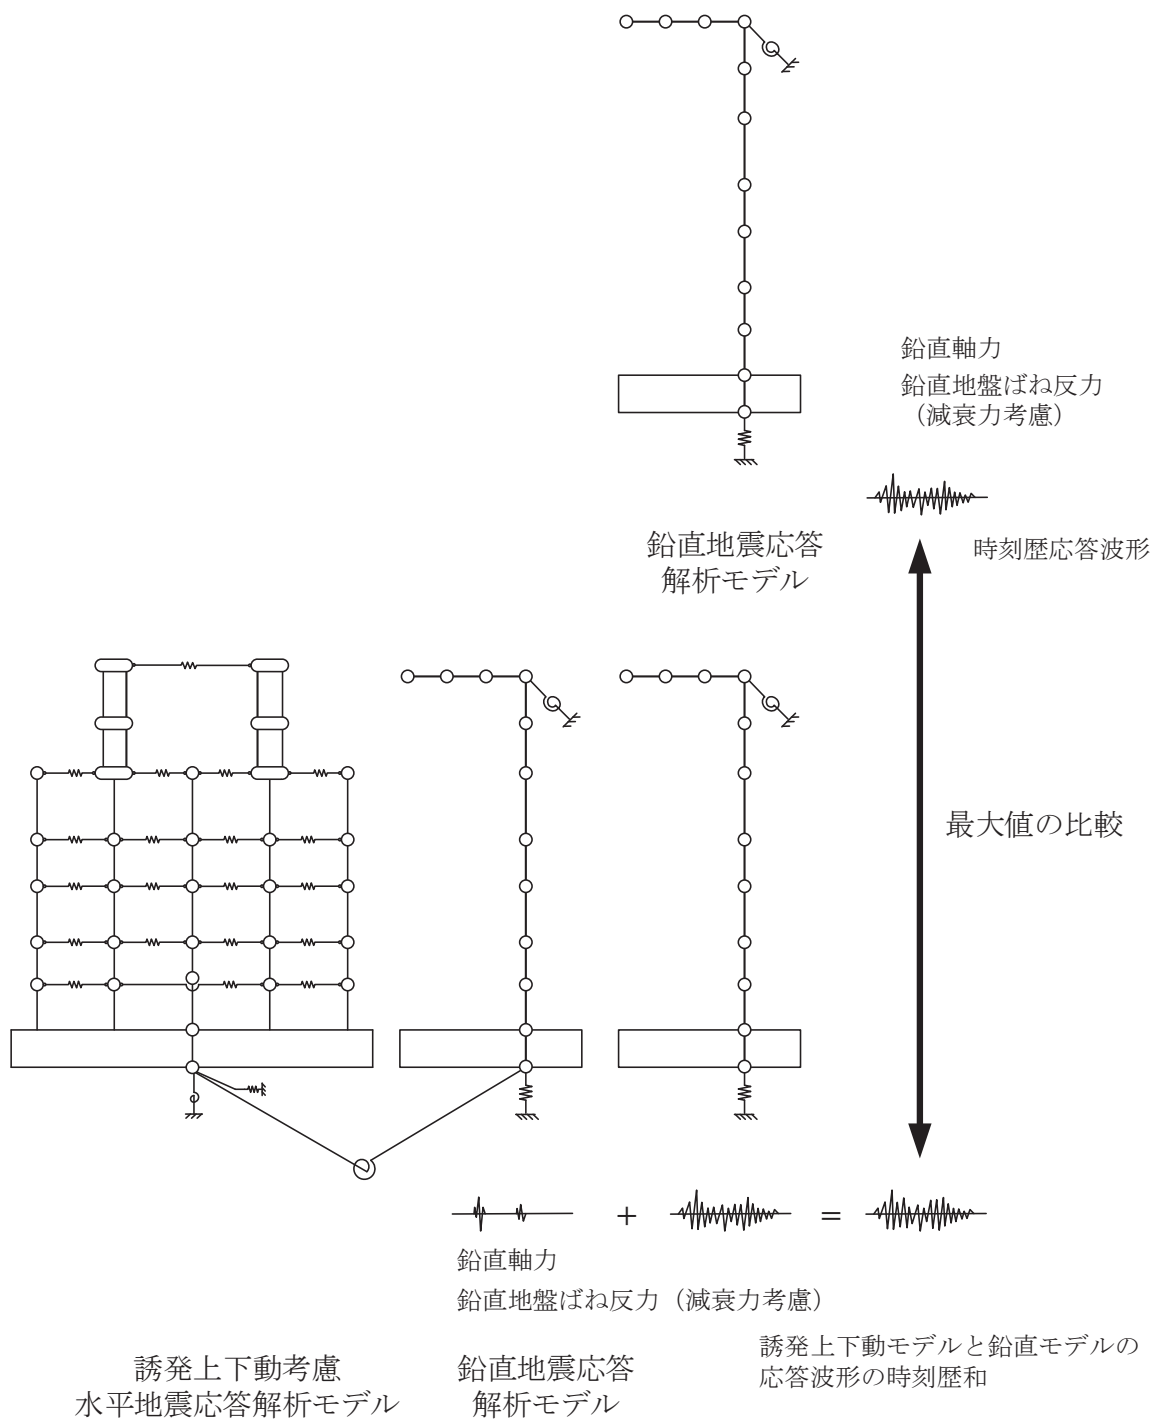 鉛直軸力
鉛直地盤ばね反力
（減衰力考慮）
鉛直地震応答
解析モデル
時刻歴応答波形
最大値の比較
+
=
鉛直軸力
鉛直地盤ばね反力（減衰力考慮）
誘発上下動モデルと鉛直モデルの
応答波形の時刻歴和
誘発上下動考慮
水平地震応答解析モデル
鉛直地震応答
解析モデル